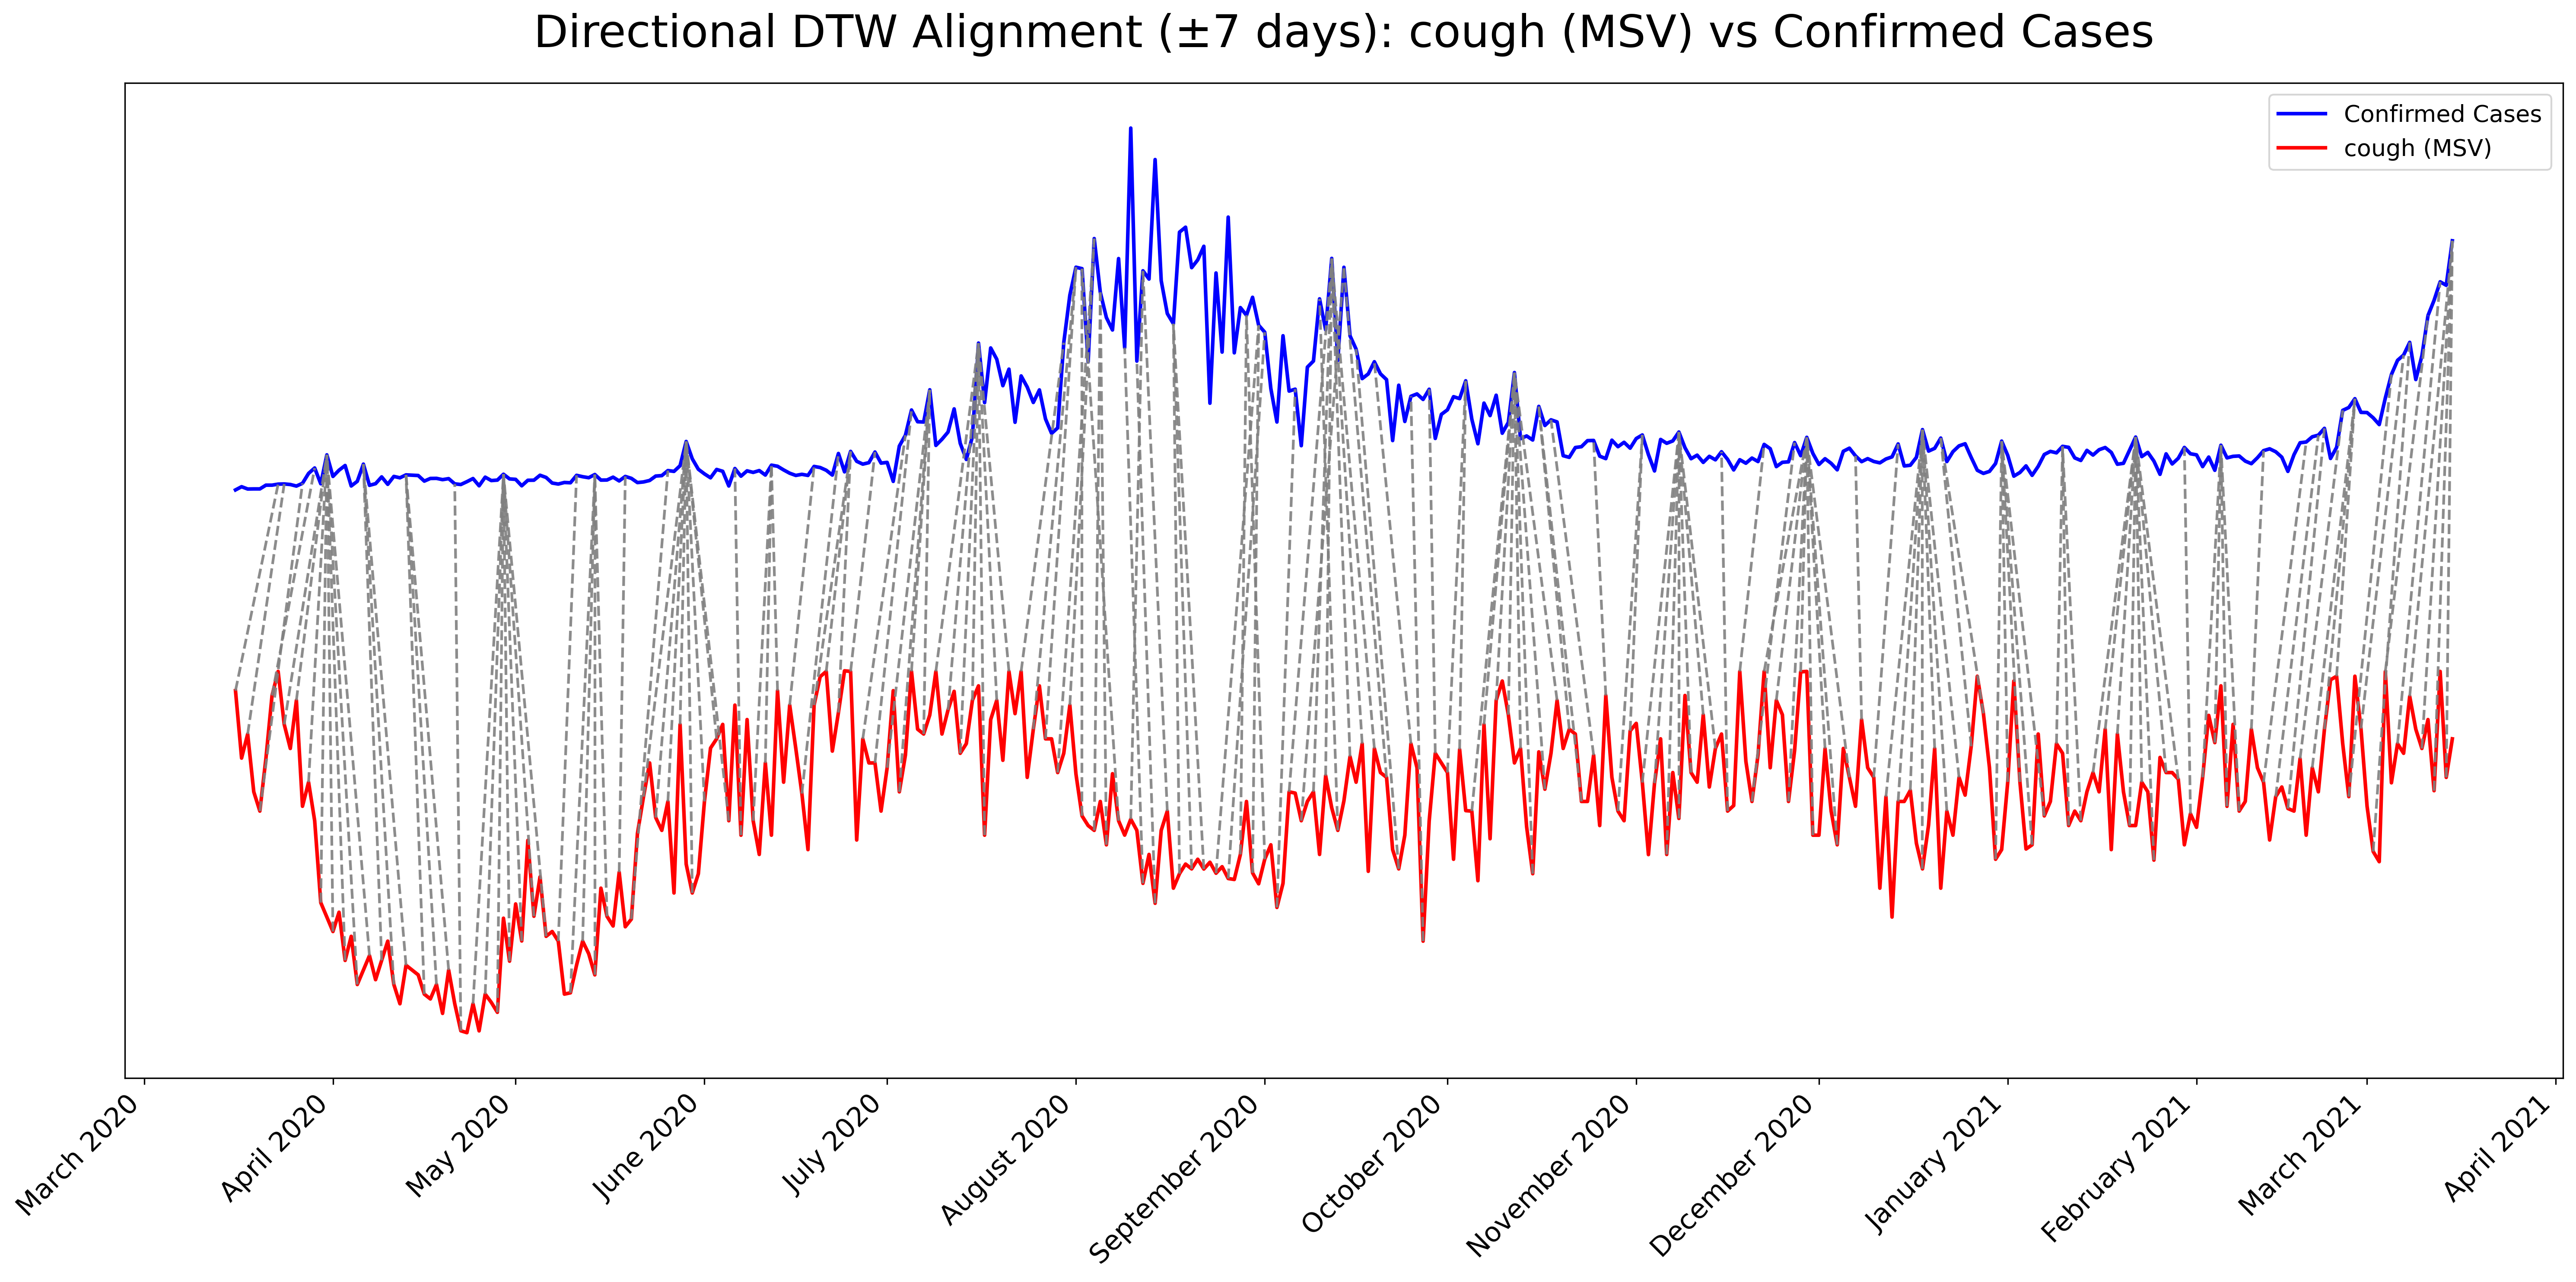 Directional DTW Alignment (±7 days): cough (MSV) vs Confirmed Cases
Confirmed Cases
cough (MSV)
March 2020
April 2020
May 2020
June 2020
July 2020
August 2020
September 2020
October 2020
November 2020
December 2020
January 2021
February 2021
March 2021
April 2021